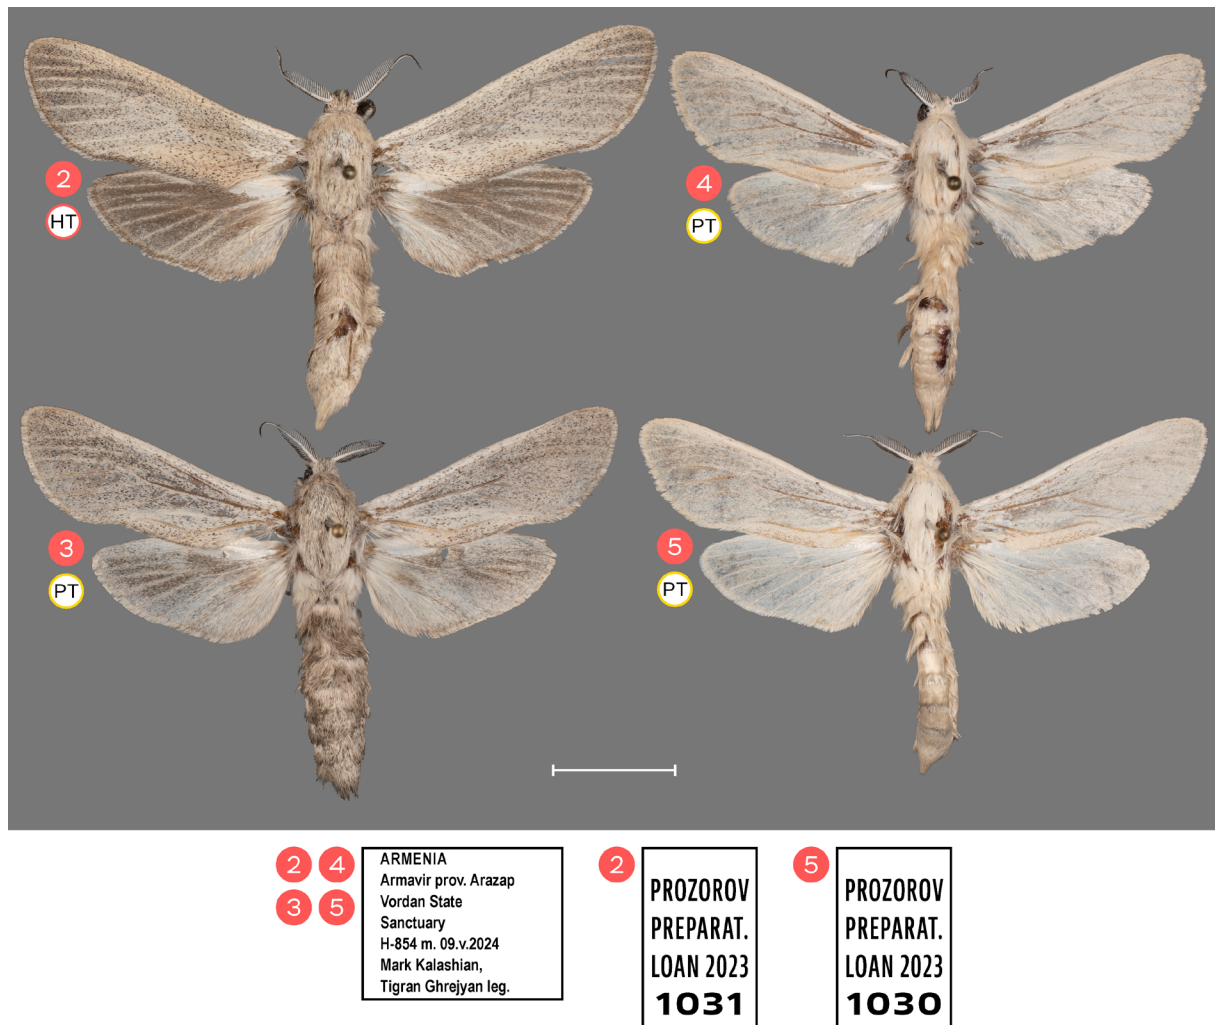 2
HT
4
PT
3
PT
5
PT
2 4
3 5
ARMENIA
Armavir prov. Arazap
Vordan State
Sanctuary
H-854 m. 09.v.2024
Mark Kalashian,
Tigran Ghrejyan leg.
2
PROZOROV
PREPARAT.
LOAN 2023
1031
5
PROZOROV
PREPARAT.
LOAN 2023
1030